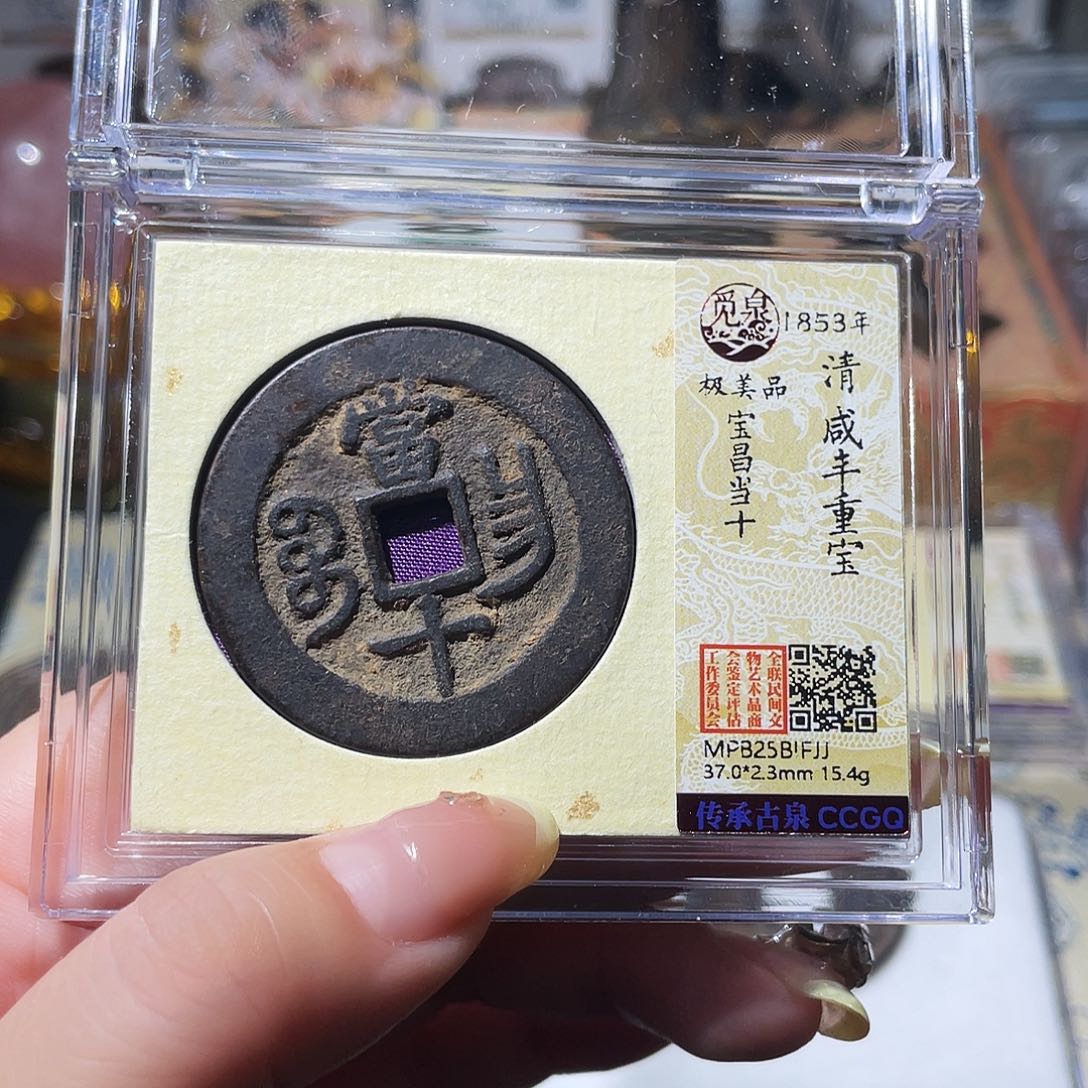 當
十
觅泉
1853年
清咸丰重宝
极美品
宝昌当十
全联民间文
物艺术品商
会鉴定评估
工作委员会
37.0*2.3mm 15.4g
传承古泉 CCGQ